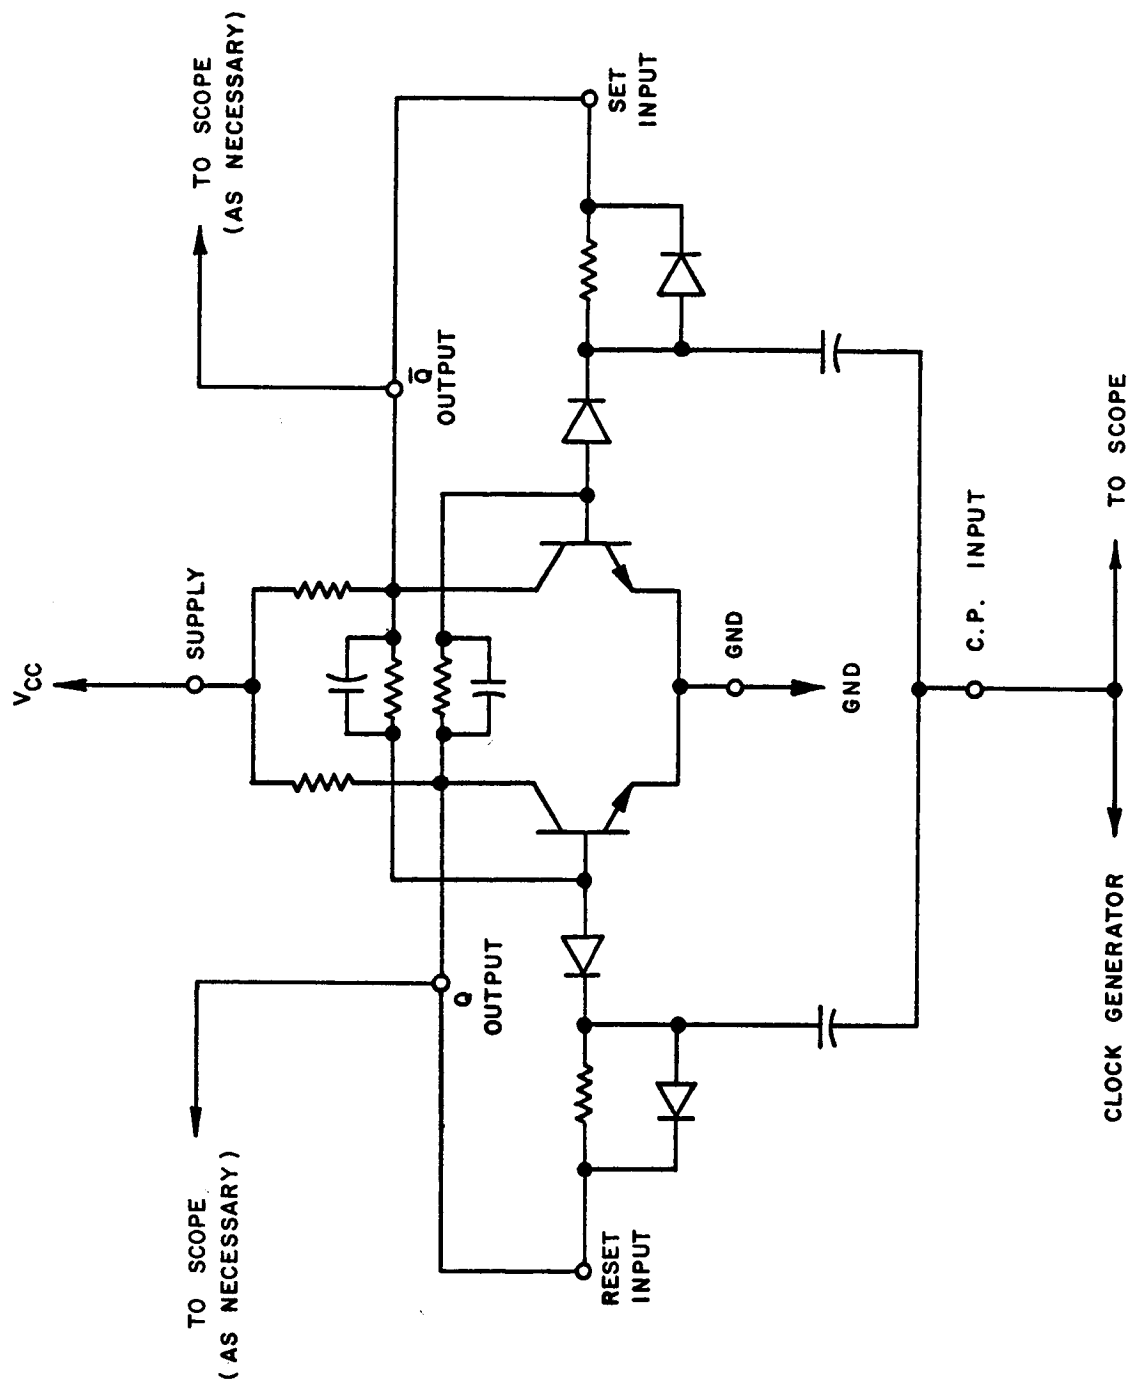 VCC
SUPPLY
TO SCOPE
(AS NECESSARY)
TO SCOPE
(AS NECESSARY)
Q
OUTPUT
Q̅
OUTPUT
RESET
INPUT
SET
INPUT
GND
GND
C.P. INPUT
CLOCK GENERATOR
TO SCOPE